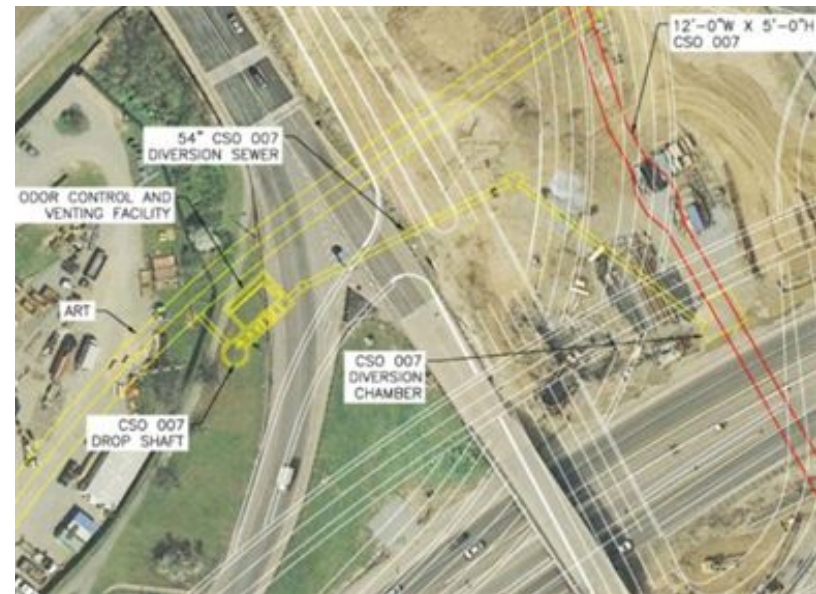 12'-0"W X 5'-0"H
CSO 007
54" CSO 007
DIVERSION SEWER
ODOR CONTROL AND
VENTING FACILITY
ART
CSO 007
DIVERSION
CHAMBER
CSO 007
DROP SHAFT